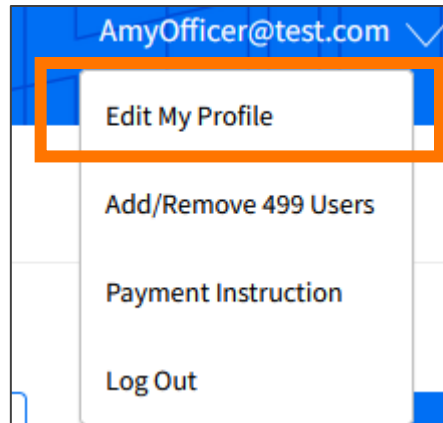 AmyOfficer@test.com
Edit My Profile
Add/Remove 499 Users
Payment Instruction
Log Out